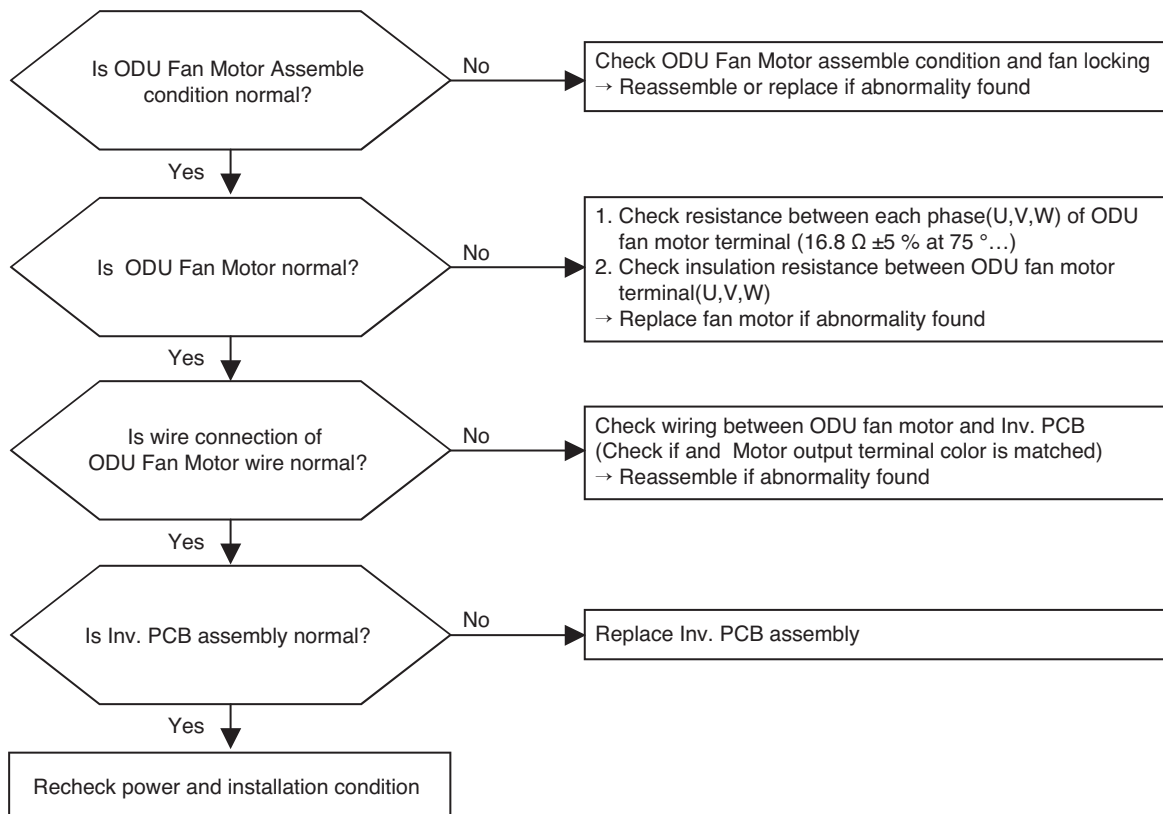 Is ODU Fan Motor Assemble
condition normal?
No
Check ODU Fan Motor assemble condition and fan locking
→ Reassemble or replace if abnormality found
Yes
Is ODU Fan Motor normal?
No
1. Check resistance between each phase(U,V,W) of ODU
fan motor terminal (16.8 Ω ±5 % at 75 °…)
2. Check insulation resistance between ODU fan motor
terminal(U,V,W)
→ Replace fan motor if abnormality found
Yes
Is wire connection of
ODU Fan Motor wire normal?
No
Check wiring between ODU fan motor and Inv. PCB
(Check if and Motor output terminal color is matched)
→ Reassemble if abnormality found
Yes
Is Inv. PCB assembly normal?
No
Replace Inv. PCB assembly
Yes
Recheck power and installation condition